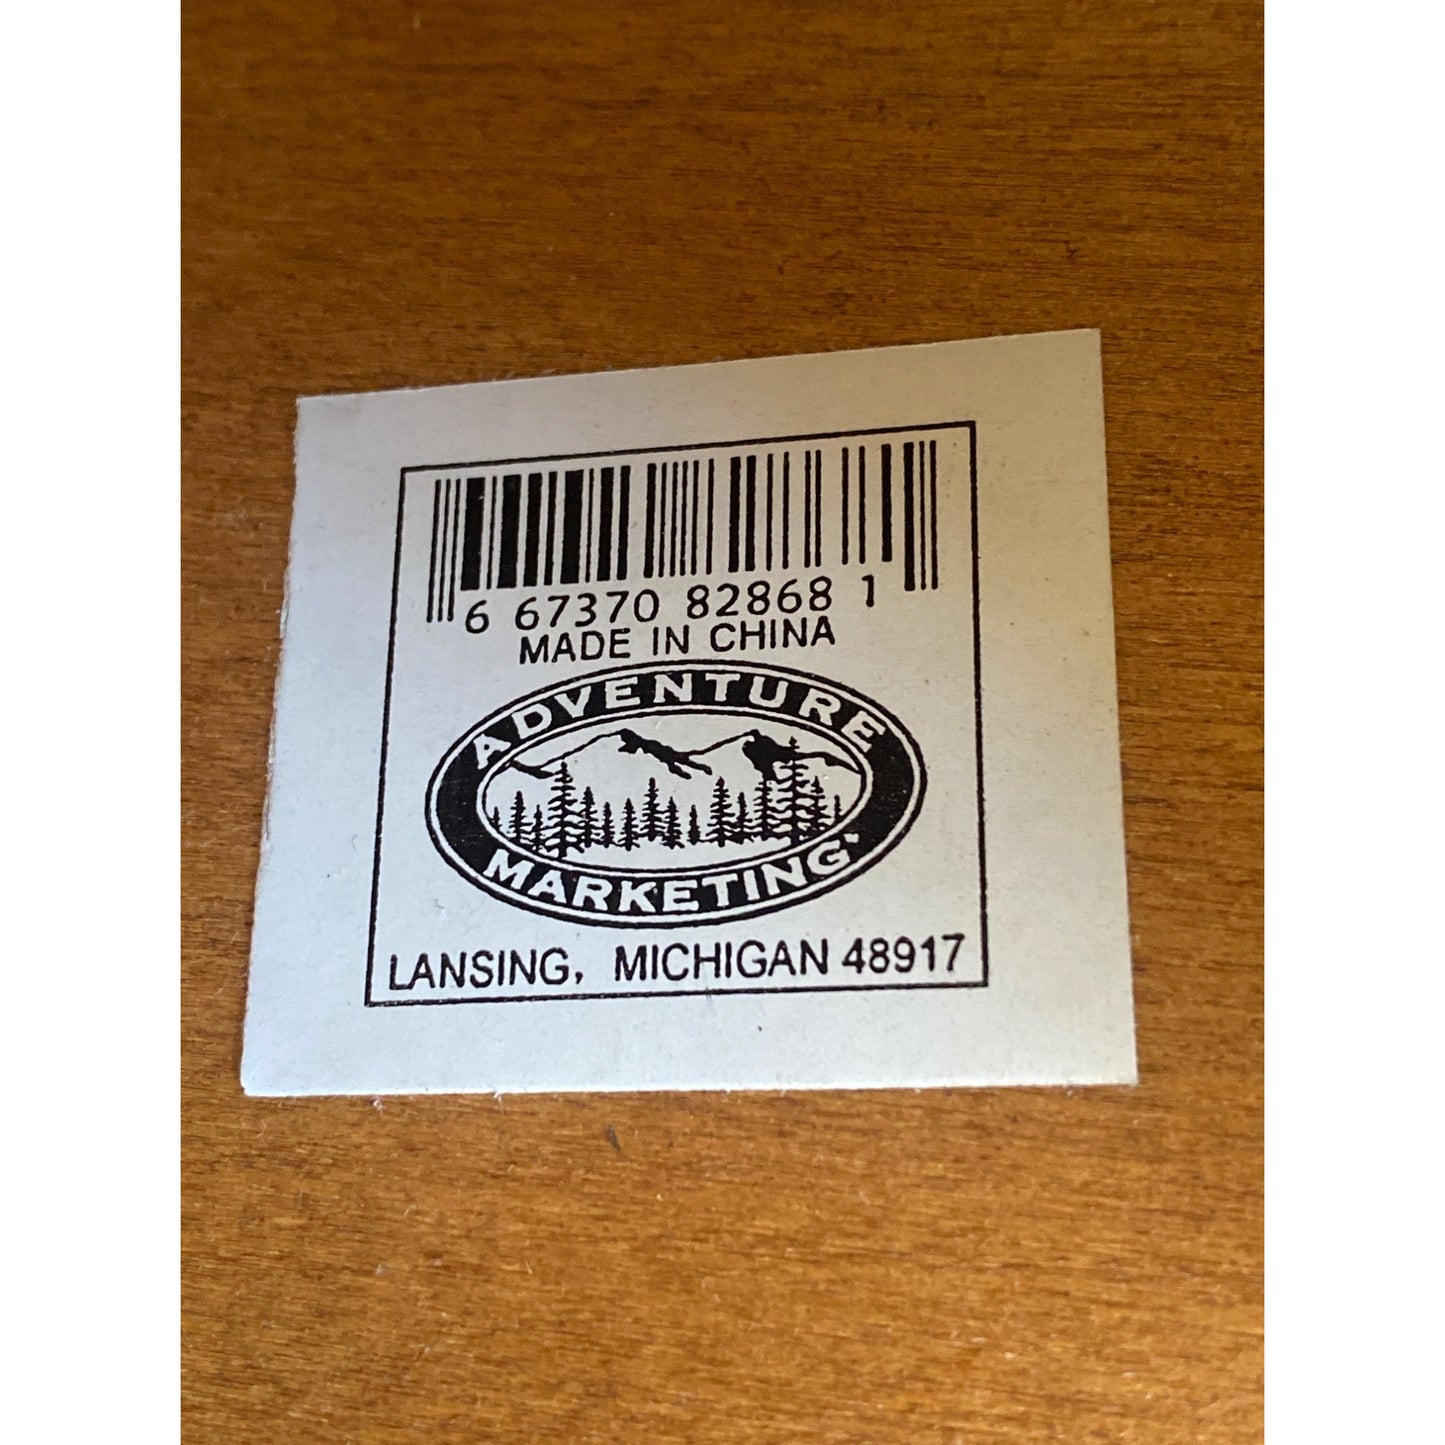 6 67370 82868 1
MADE IN CHINA
ADVENTURE
MARKETING
LANSING, MICHIGAN 48917